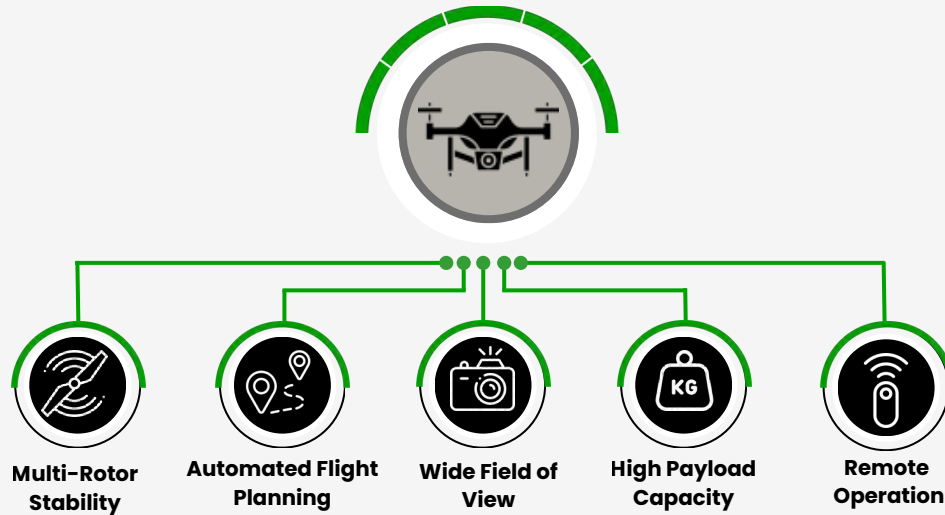 KG
Multi-Rotor
Stability
Automated Flight
Planning
Wide Field of
View
High Payload
Capacity
Remote
Operation